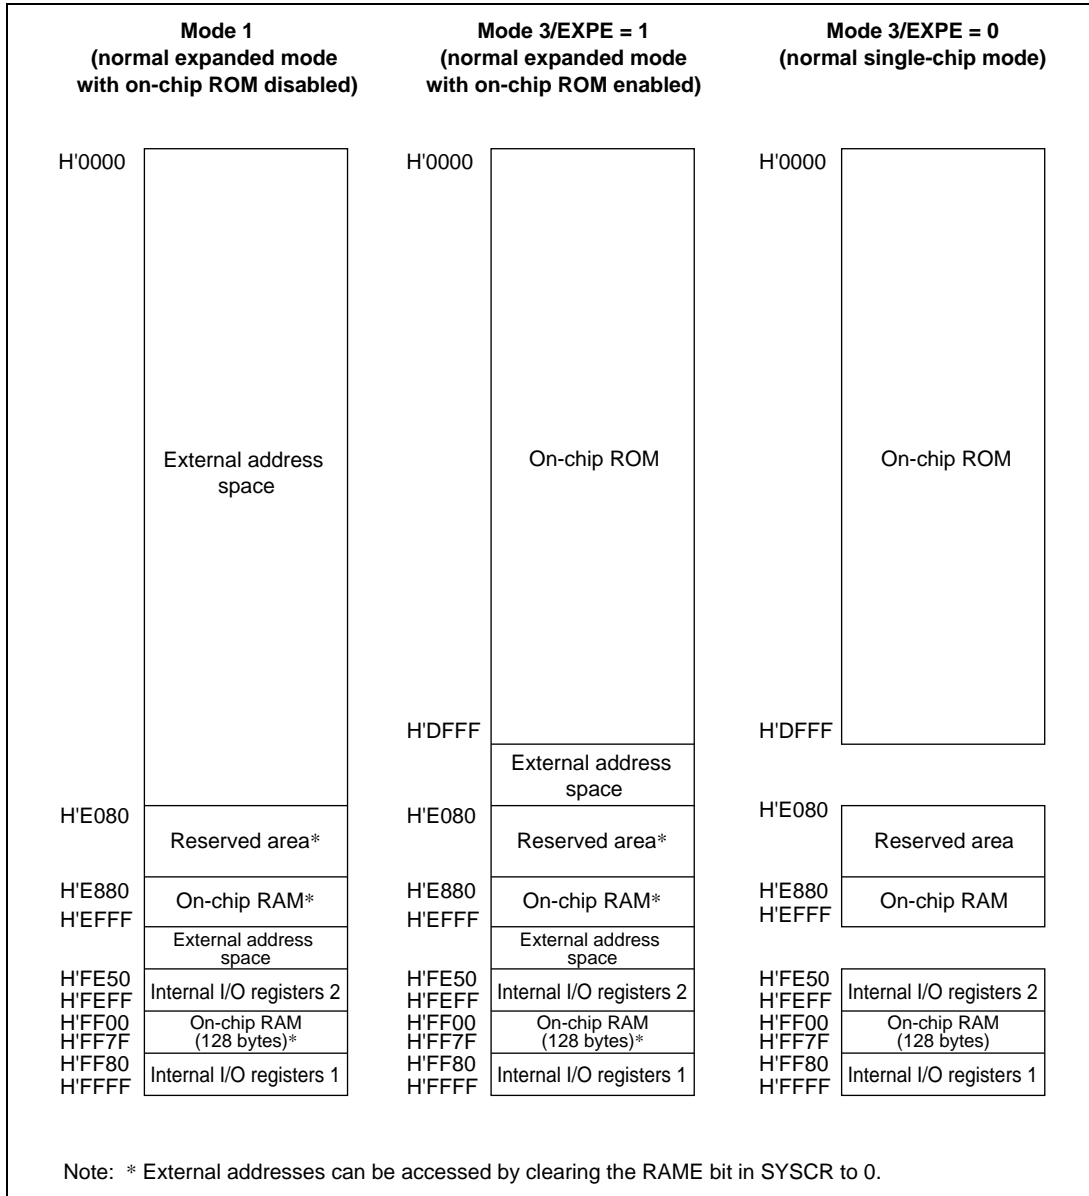 Mode 1
(normal expanded mode
with on-chip ROM disabled)
Mode 3/EXPE = 1
(normal expanded mode
with on-chip ROM enabled)
Mode 3/EXPE = 0
(normal single-chip mode)
H'0000
External address
space
H'E080
Reserved area*
H'E880
On-chip RAM*
H'EFFF
External address
space
H'FE50
Internal I/O registers 2
H'FEFF
H'FF00
On-chip RAM
(128 bytes)*
H'FF7F
H'FF80
Internal I/O registers 1
H'FFFF
H'0000
On-chip ROM
H'DFFF
External address
space
H'E080
Reserved area*
H'E880
On-chip RAM*
H'EFFF
External address
space
H'FE50
Internal I/O registers 2
H'FEFF
H'FF00
On-chip RAM
(128 bytes)*
H'FF7F
H'FF80
Internal I/O registers 1
H'FFFF
H'0000
On-chip ROM
H'DFFF
H'E080
Reserved area
H'E880
On-chip RAM
H'EFFF
H'FE50
Internal I/O registers 2
H'FEFF
H'FF00
On-chip RAM
(128 bytes)
H'FF7F
H'FF80
Internal I/O registers 1
H'FFFF
Note: * External addresses can be accessed by clearing the RAME bit in SYSCR to 0.